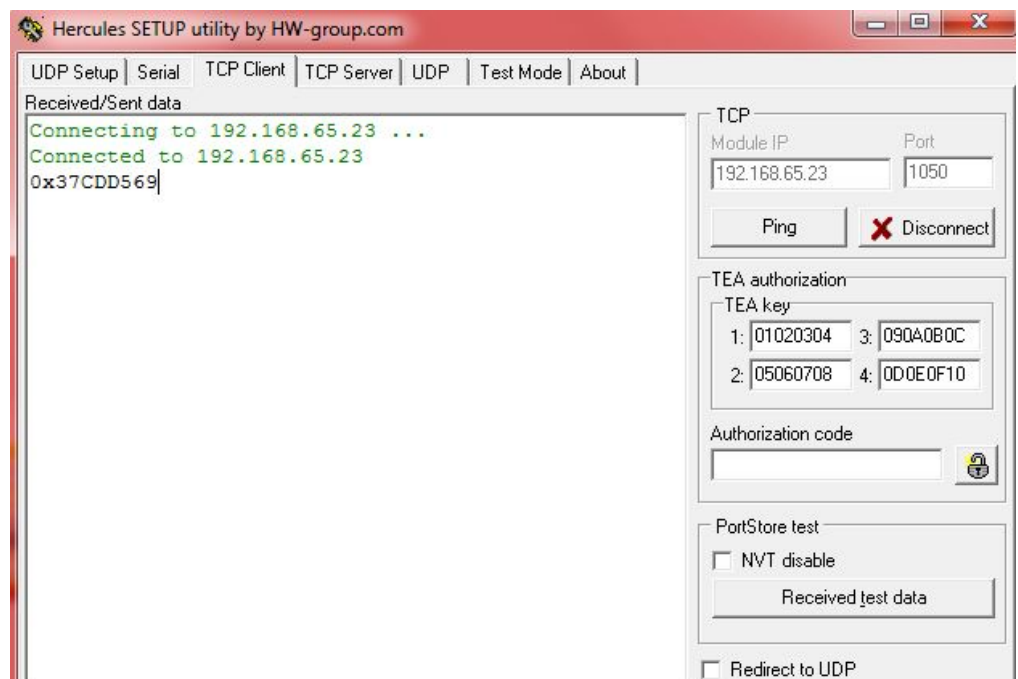 Hercules SETUP utility by HW-group.com
UDP Setup Serial TCP Client TCP Server UDP Test Mode About
Received/Sent data
Connecting to 192.168.65.23 ...
Connected to 192.168.65.23
0x37CDD569
TCP
Module IP Port
192.168.65.23 1050
Ping Disconnect
TEA authorization
TEA key
1: 01020304 3: 090A0B0C
2: 05060708 4: 0D0E0F10
Authorization code
PortStore test
NVT disable
Received test data
Redirect to UDP